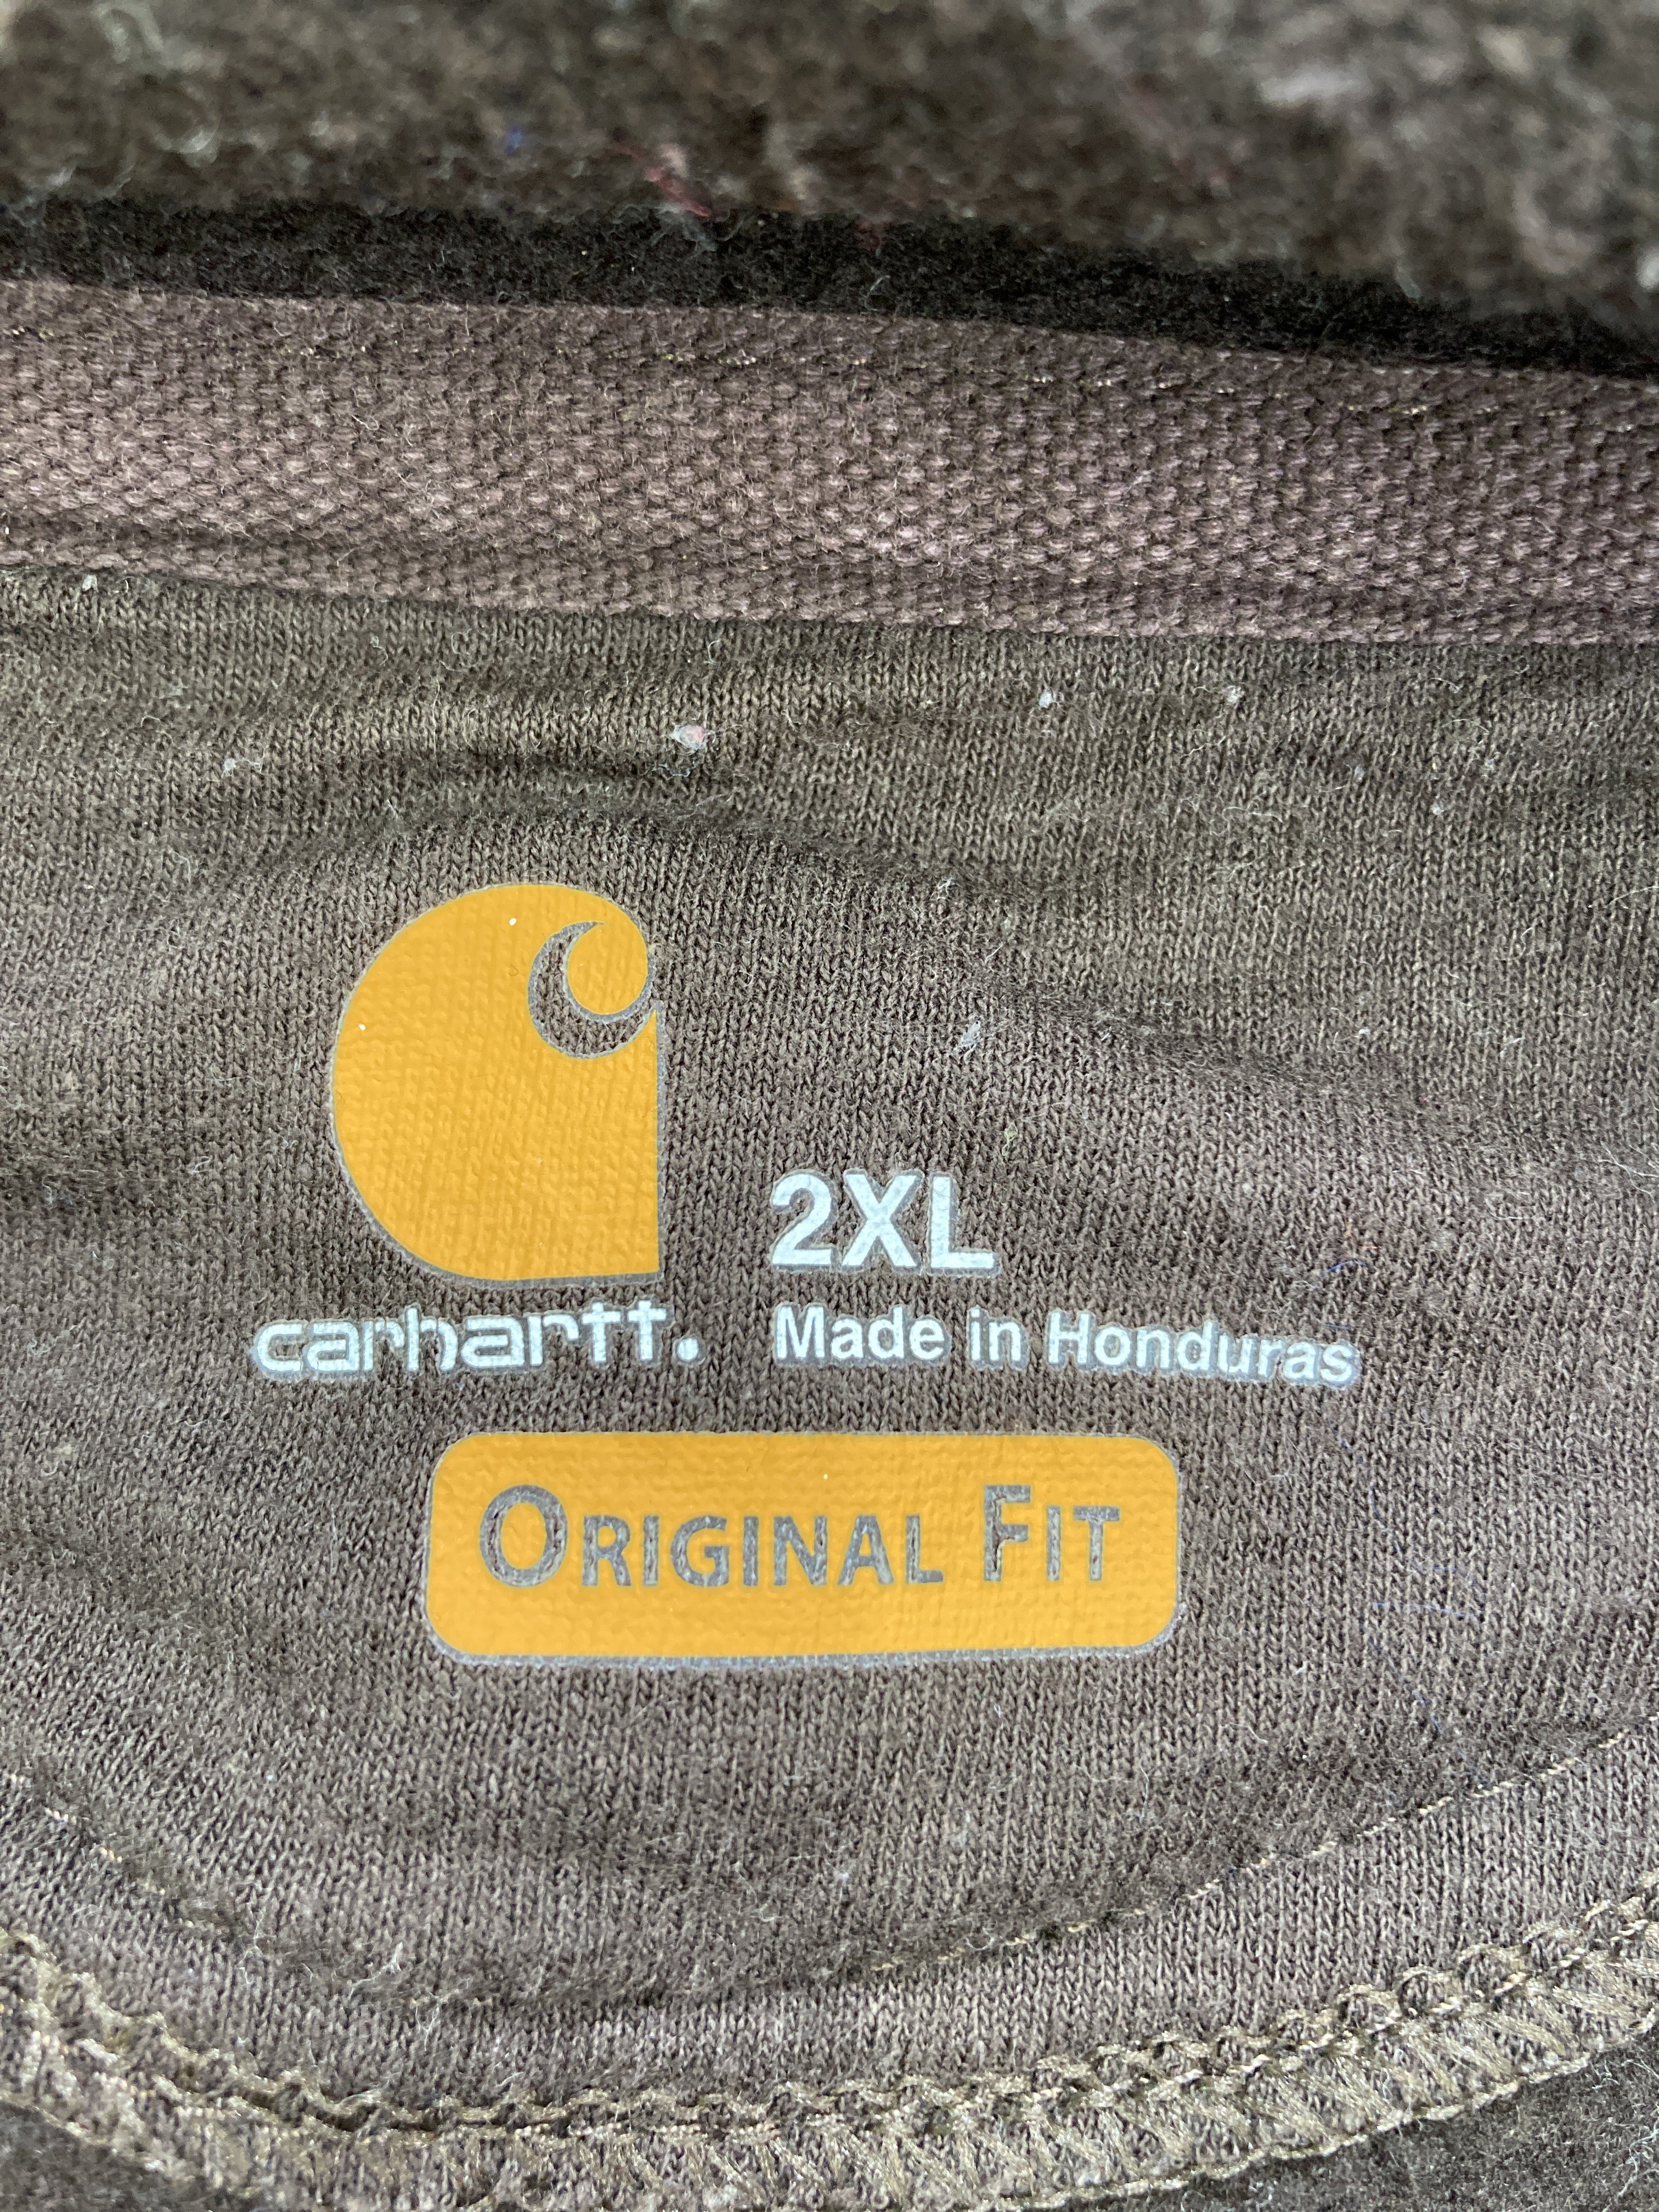 2XL
carhartt.
Made in Honduras
ORIGINAL FIT